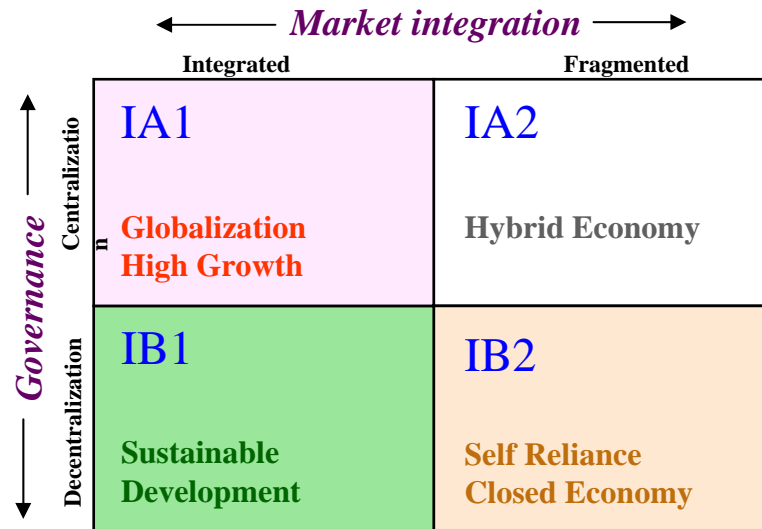 Market integration
Integrated
Fragmented
Governance
Centralizatio
n
IA1
Globalization
High Growth
IA2
Hybrid Economy
Decentralization
IB1
Sustainable
Development
IB2
Self Reliance
Closed Economy